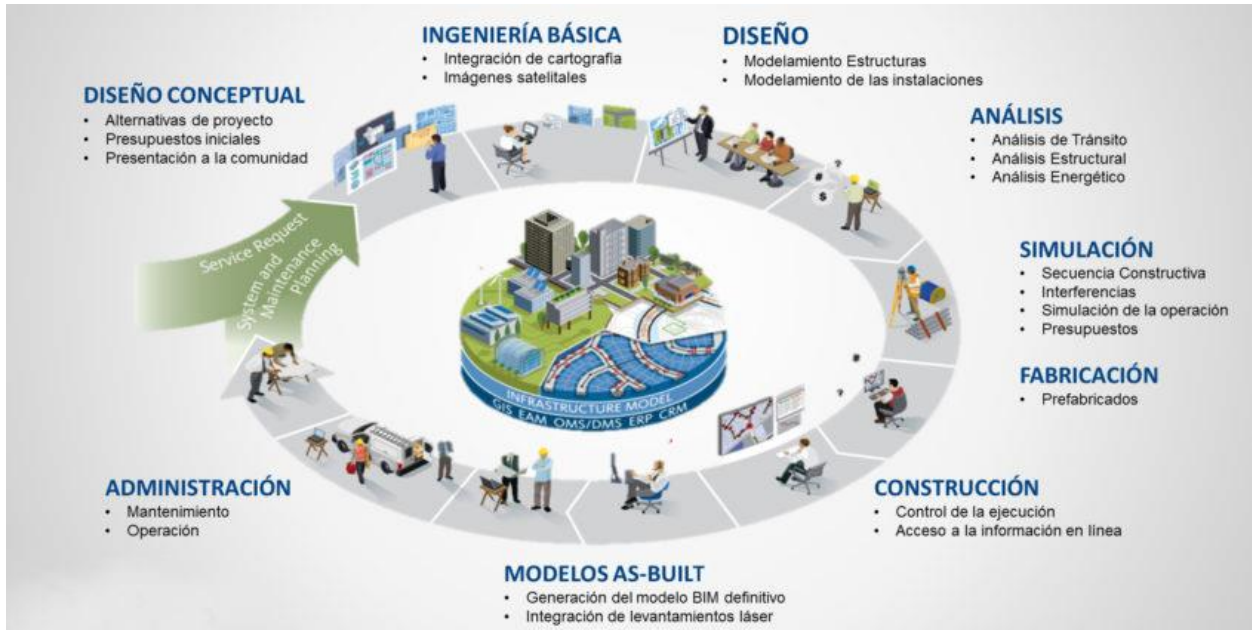 INGENIERÍA BÁSICA
• Integración de cartografía
• Imágenes satelitales
DISEÑO
• Modelamiento Estructuras
• Modelamiento de las instalaciones
DISEÑO CONCEPTUAL
• Alternativas de proyecto
• Presupuestos iniciales
• Presentación a la comunidad
ANÁLISIS
• Análisis de Tránsito
• Análisis Estructural
• Análisis Energético
SIMULACIÓN
• Secuencia Constructiva
• Interferencias
• Simulación de la operación
• Presupuestos
FABRICACIÓN
• Prefabricados
CONSTRUCCIÓN
• Control de la ejecución
• Acceso a la información en línea
MODELOS AS-BUILT
• Generación del modelo BIM definitivo
• Integración de levantamientos láser
ADMINISTRACIÓN
• Mantenimiento
• Operación
Service Request
System and
Maintenance
Planning
INFRASTRUCTURE MODEL
GIS EAM OMS/DMS ERP CRM